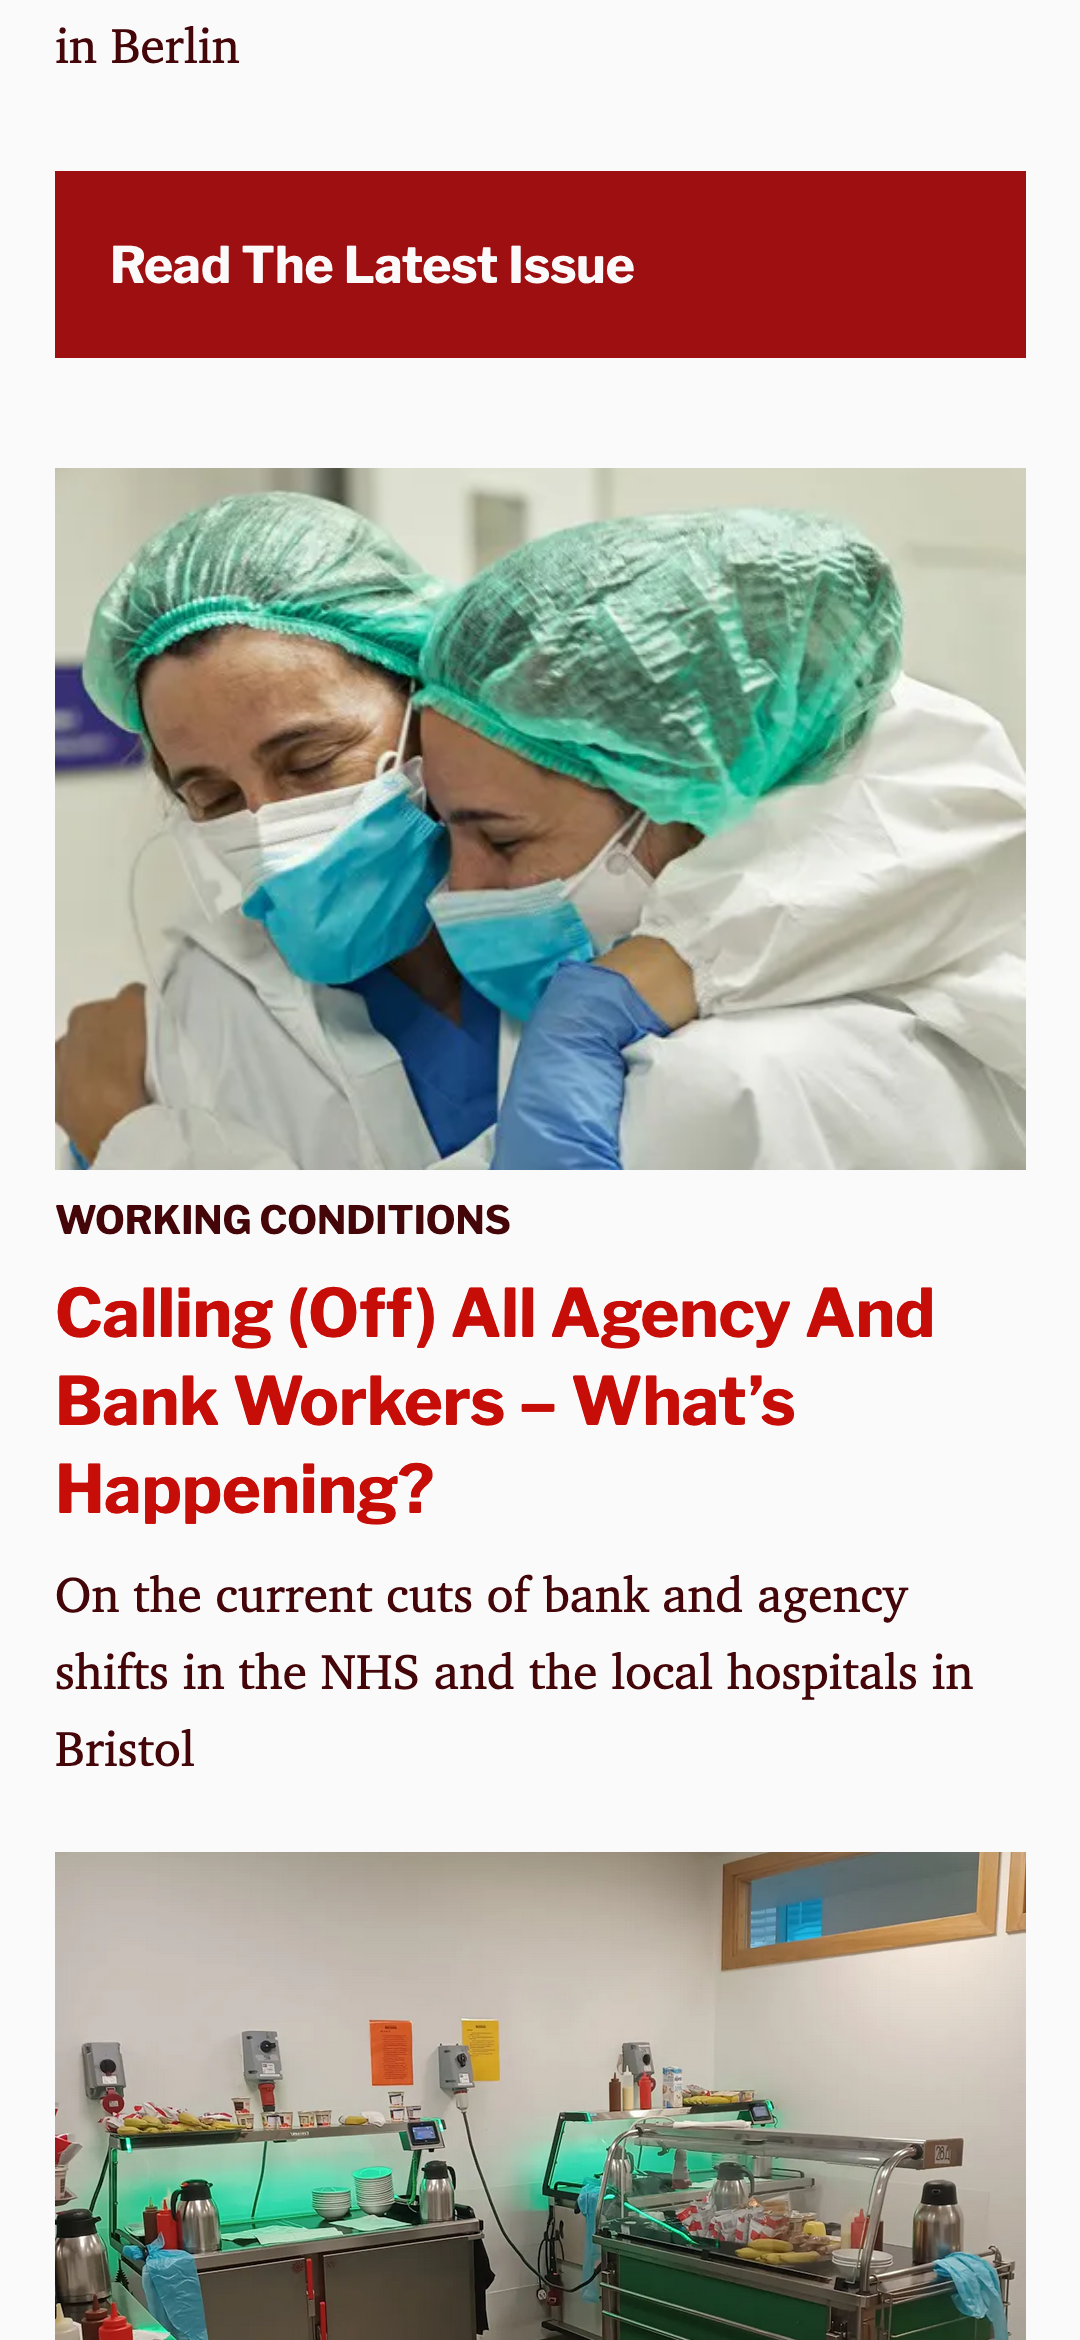 in Berlin
Read The Latest Issue
WORKING CONDITIONS
Calling (Off) All Agency And
Bank Workers – What’s
Happening?
On the current cuts of bank and agency
shifts in the NHS and the local hospitals in
Bristol